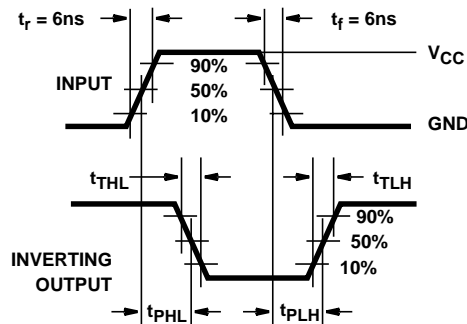 tr = 6ns
tf = 6ns
VCC
90%
INPUT
50%
10%
GND
tTHL
tTLH
90%
50%
INVERTING
OUTPUT
10%
tPHL
tPLH